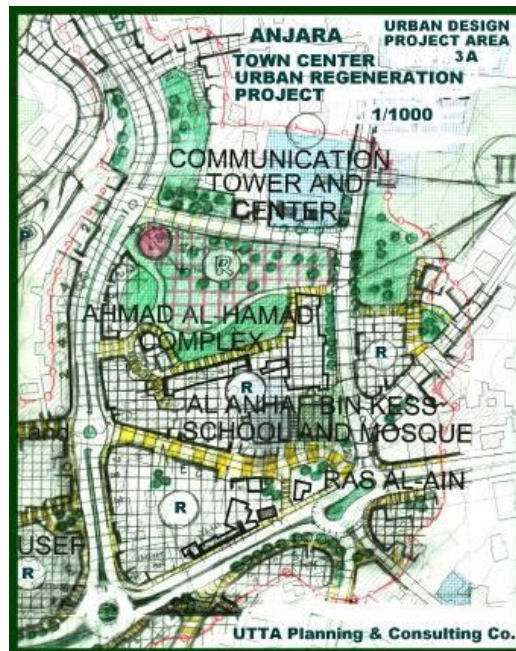 ANJARA
TOWN CENTER
URBAN REGENERATION
PROJECT
URBAN DESIGN
PROJECT AREA
3A
1/1000
COMMUNICATION
TOWER AND
CENTER
II
R
AHMAD AL-HAMAD
COMPLEX
R
R
AL ANHAF BIN KESS
SCHOOL AND MOSQUE
RAS AL-AIN
R
USEF
R
UTTA Planning & Consulting Co.